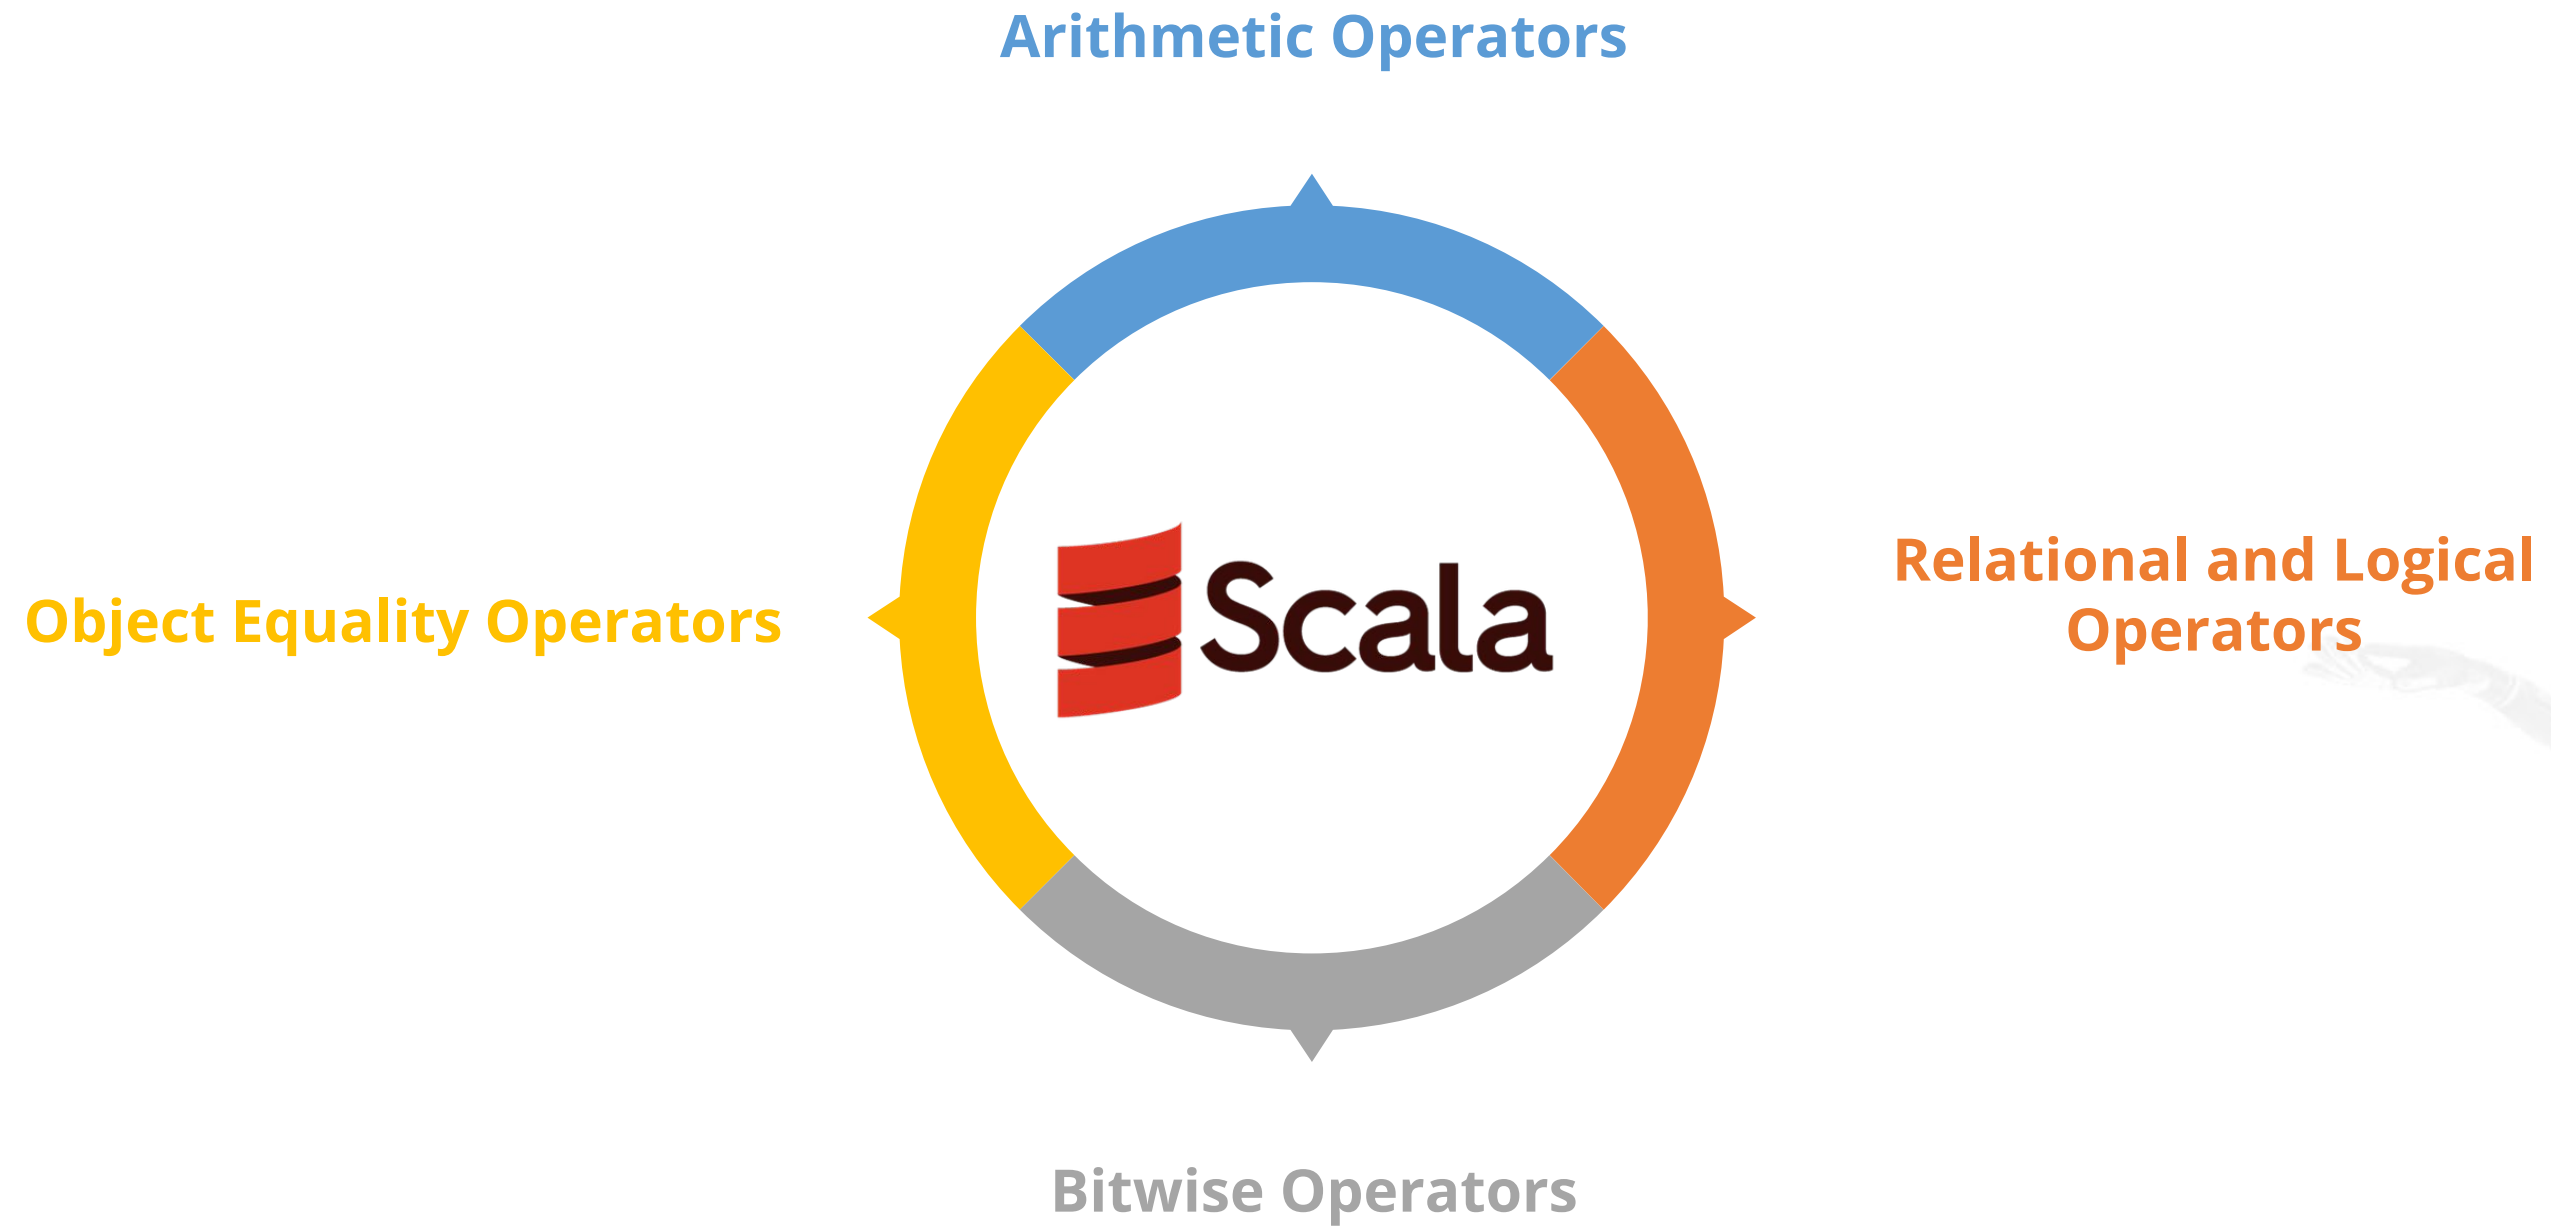 Arithmetic Operators
Object Equality Operators
Scala
Relational and Logical
Operators
Bitwise Operators